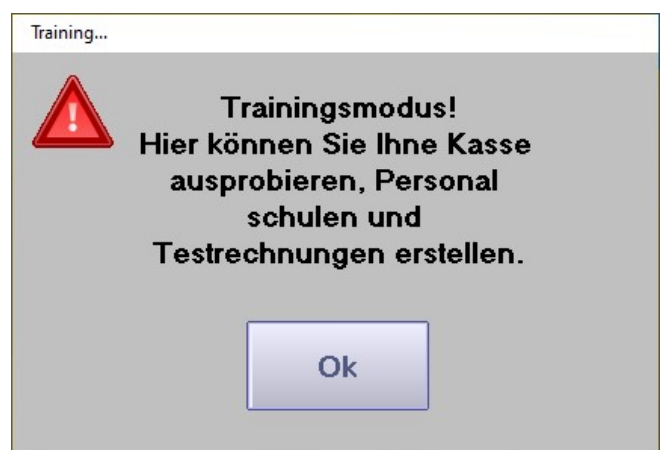 Training...
Trainingsmodus!
Hier können Sie Ihne Kasse
ausprobieren, Personal
schulen und
Testrechnungen erstellen.
Ok